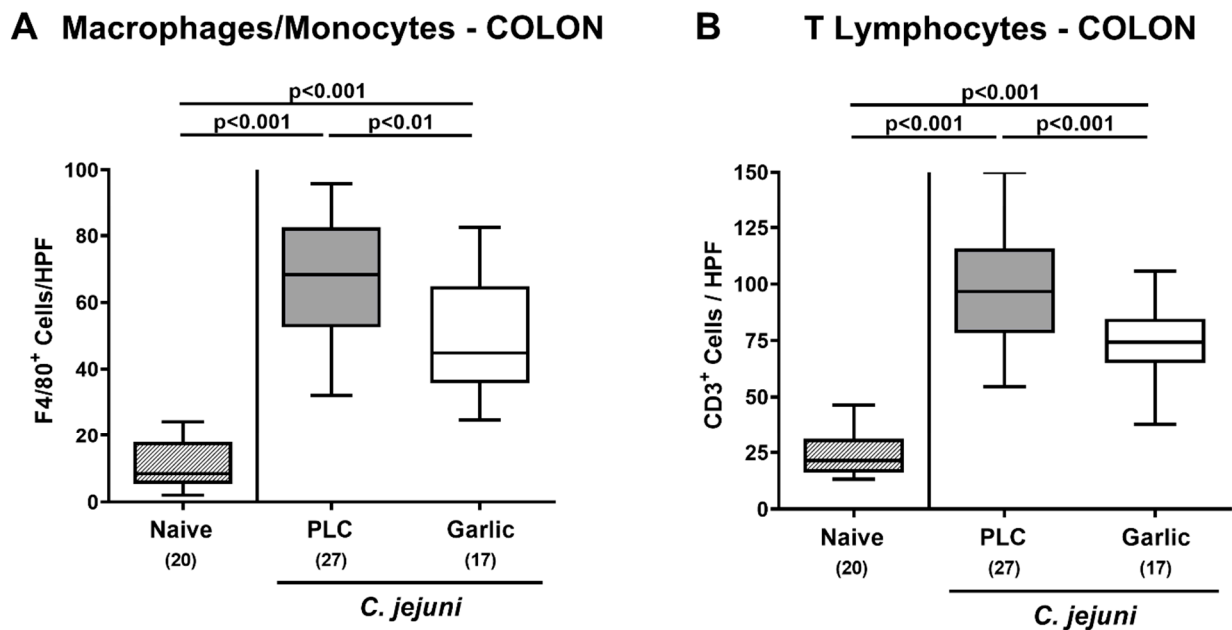 A Macrophages/Monocytes - COLON
p<0.001
p<0.001 p<0.01
F4/80+ Cells/HPF
100
80
60
40
20
0
Naive PLC Garlic
(20) (27) (17)
C. jejuni
B T Lymphocytes - COLON
p<0.001
p<0.001 p<0.001
CD3+ Cells / HPF
150
125
100
75
50
25
0
Naive PLC Garlic
(20) (27) (17)
C. jejuni